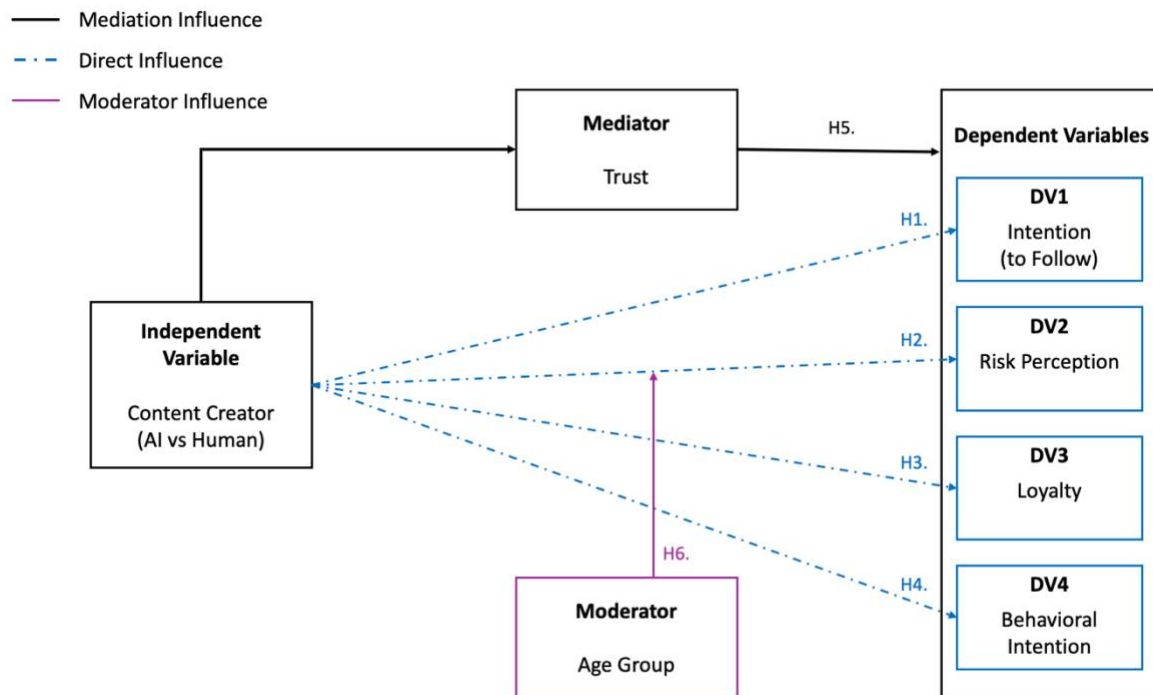 Mediation Influence
Direct Influence
Moderator Influence
Mediator
Trust
H5.
Dependent Variables
DV1
Intention
(to Follow)
H1.
DV2
Risk Perception
H2.
Independent
Variable
Content Creator
(AI vs Human)
DV3
Loyalty
H3.
H6.
DV4
Behavioral
Intention
H4.
Moderator
Age Group